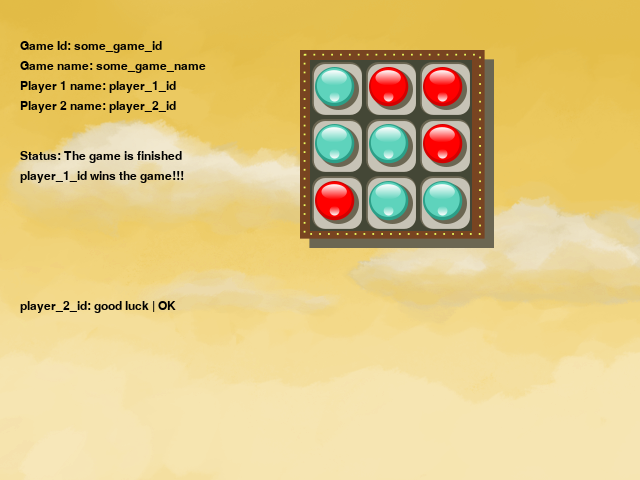 Game Id: some_game_id
Game name: some_game_name
Player 1 name: player_1_id
Player 2 name: player_2_id
Status: The game is finished
player_1_id wins the game!!!
player_2_id: good luck | OK